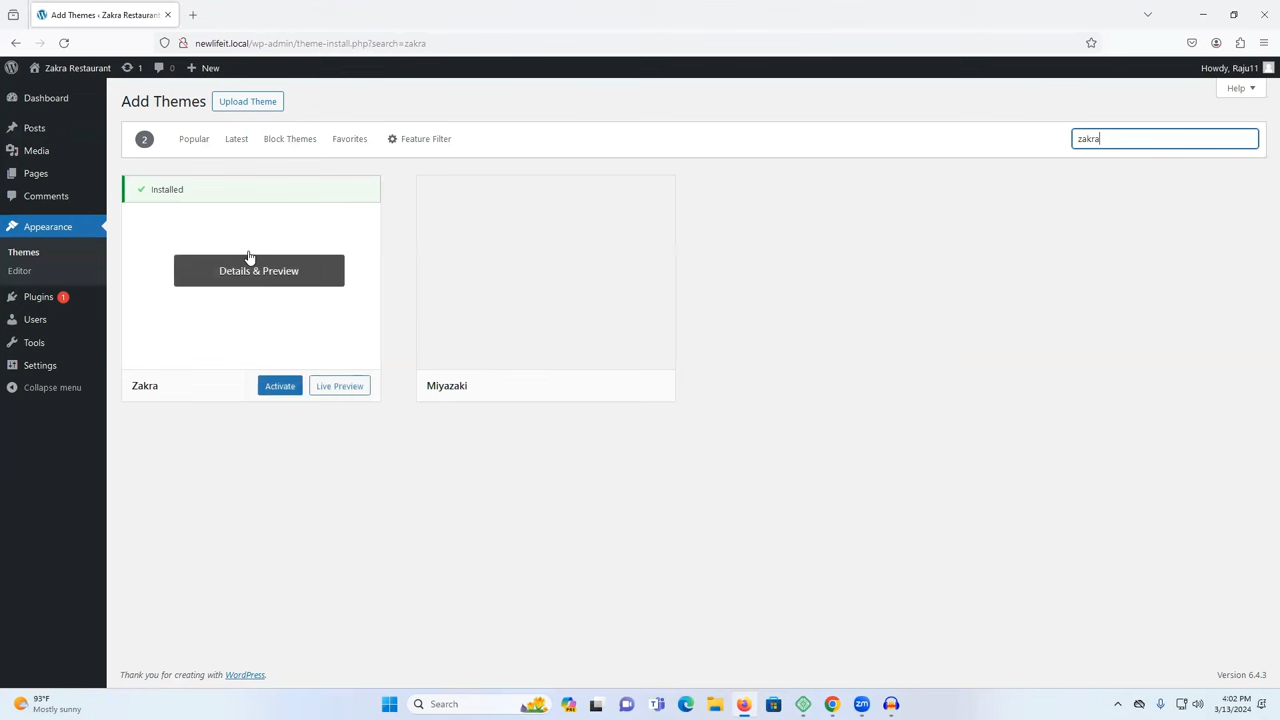 Add Themes ‹ Zakra Restaurant
newlifeit.local/wp-admin/theme-install.php?search=zakra
Zakra Restaurant 1 0 New Howdy, Raju11
Help
Dashboard
Posts
Media
Pages
Comments
Appearance
Themes
Editor
Plugins 1
Users
Tools
Settings
Collapse menu
Add Themes Upload Theme
2 Popular Latest Block Themes Favorites Feature Filter zakra
Installed
Details & Preview
Zakra Activate Live Preview
Miyazaki
Thank you for creating with WordPress. Version 6.4.3
93°F
Mostly sunny
Search
4:02 PM
3/13/2024